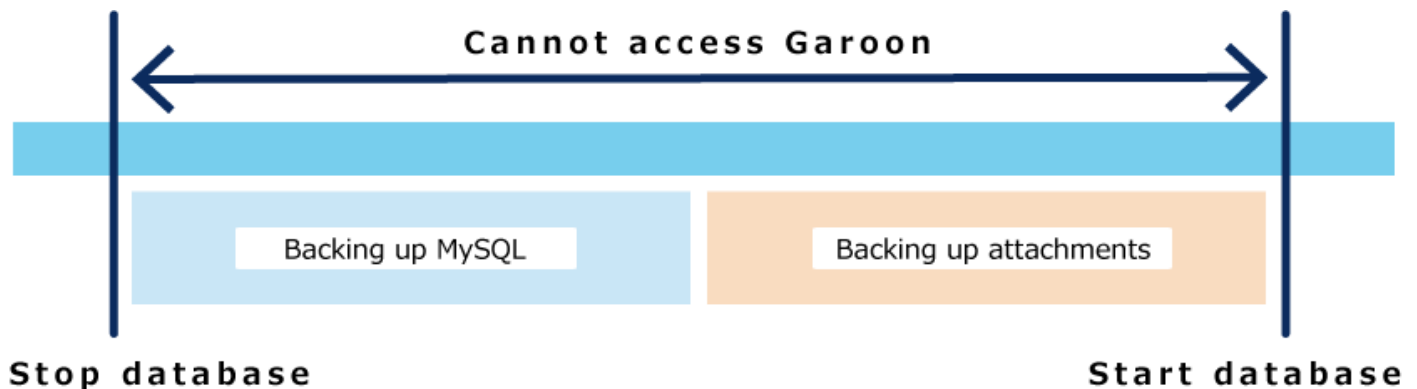 Cannot access Garoon
Backing up MySQL
Backing up attachments
Stop database
Start database